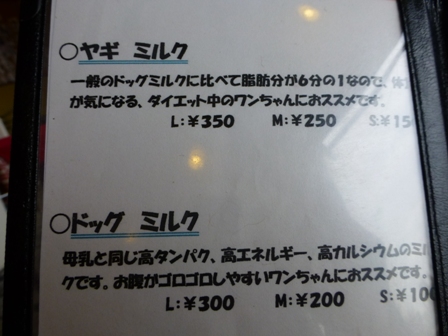 ○ヤギ ミルク
一般のドッグミルクに比べて脂肪分が6分の1なので、体
が気になる、ダイエット中のワンちゃんにおススメです。
L:¥350 M:¥250 S:¥15
○ドッグ ミルク
母乳と同じ高タンパク、高エネルギー、高カルシウムのミル
クです。お腹がゴロゴロしやすいワンちゃんにおススメです。
L:¥300 M:¥200 S:¥100